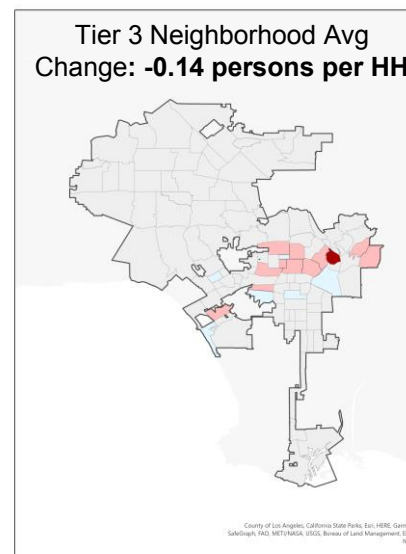 Tier 3 Neighborhood Avg
Change: -0.14 persons per HH
County of Los Angeles, California State Parks, Esri, HERE, Garm
SafeGraph, FAO, METI/NASA, USGS, Bureau of Land Management, E
N